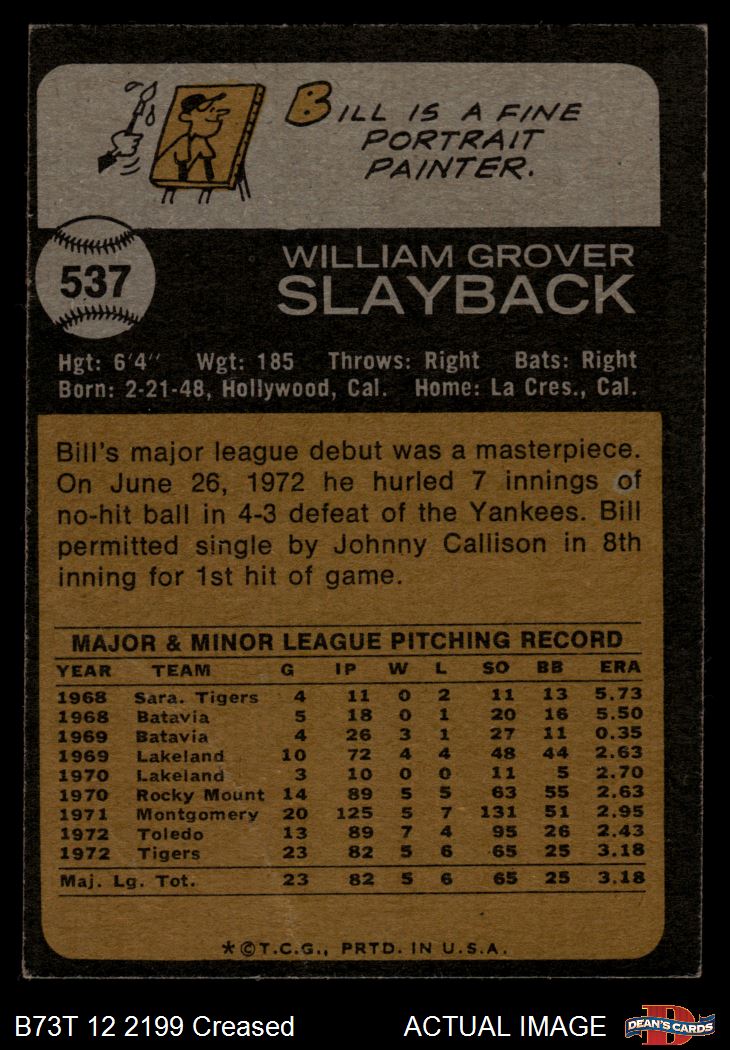 BILL IS A FINE
PORTRAIT
PAINTER.
537
WILLIAM GROVER
SLAYBACK
Hgt: 6'4" Wgt: 185 Throws: Right Bats: Right
Born: 2-21-48, Hollywood, Cal. Home: La Cres., Cal.
Bill's major league debut was a masterpiece.
On June 26, 1972 he hurled 7 innings of
no-hit ball in 4-3 defeat of the Yankees. Bill
permitted single by Johnny Callison in 8th
inning for 1st hit of game.
MAJOR & MINOR LEAGUE PITCHING RECORD
YEAR TEAM G IP W L SO BB ERA
1968 Sara. Tigers 4 11 0 2 11 13 5.73
1968 Batavia 5 18 0 1 20 16 5.50
1969 Batavia 4 26 3 1 27 11 0.35
1969 Lakeland 10 72 4 4 48 44 2.63
1970 Lakeland 3 10 0 0 11 5 2.70
1970 Rocky Mount 14 89 5 5 63 55 2.63
1971 Montgomery 20 125 5 7 131 51 2.95
1972 Toledo 13 89 7 4 95 26 2.43
1972 Tigers 23 82 5 6 65 25 3.18
Maj. Lg. Tot. 23 82 5 6 65 25 3.18
*©T.C.G., PRTD. IN U.S.A.
B73T 12 2199 Creased ACTUAL IMAGE
D
DEAN'S CARDS